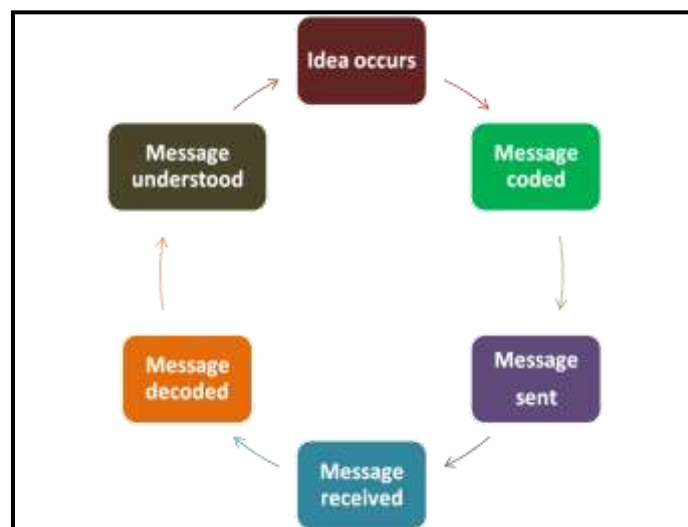 Idea occurs
Message
coded
Message
sent
Message
received
Message
decoded
Message
understood